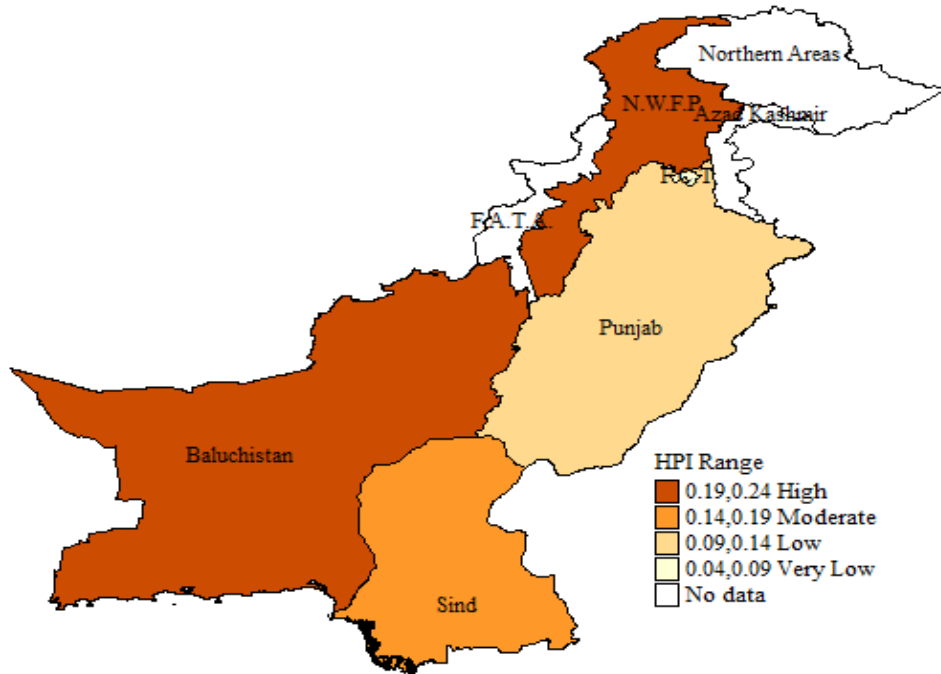 Northern Areas
N.W.F.P.
Azad Kashmir
F.A.T.A.
Punjab
Baluchistan
Sind
HPI Range
0.19,0.24 High
0.14,0.19 Moderate
0.09,0.14 Low
0.04,0.09 Very Low
No data